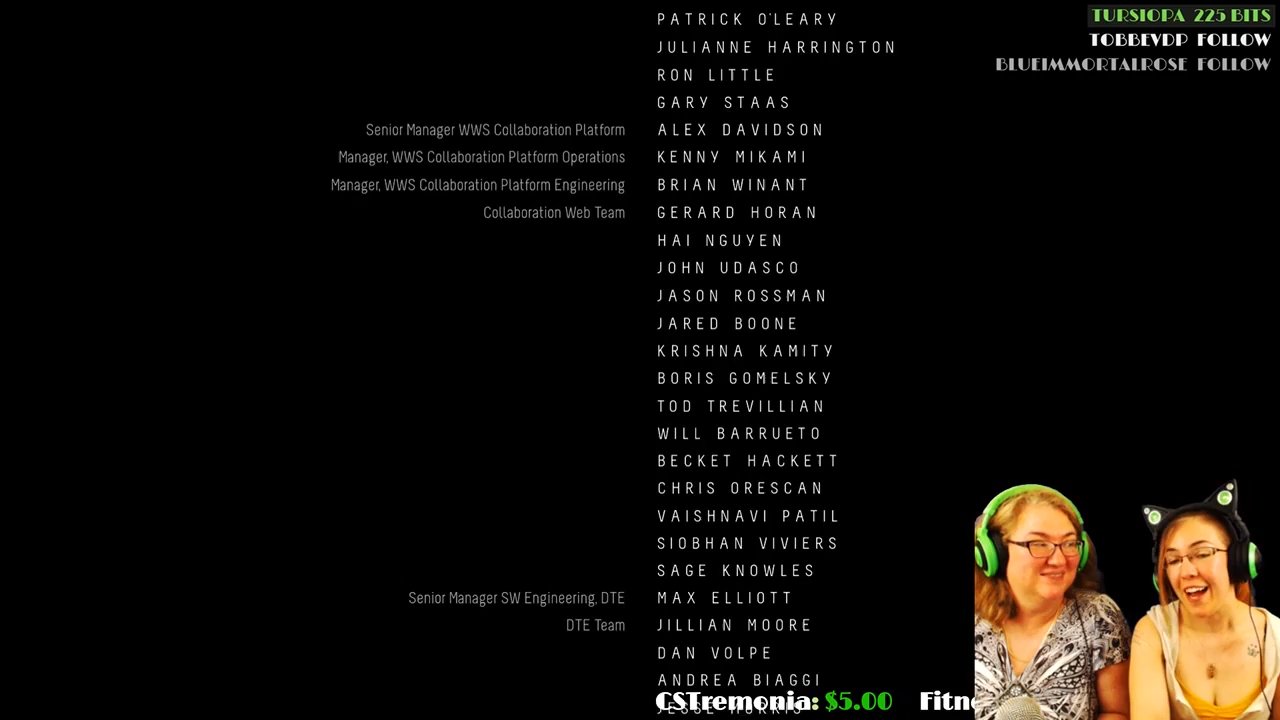 PATRICK O'LEARY
TURSIOPA 225 BITS
JULIANNE HARRINGTON
TOBBEVDP FOLLOW
RON LITTLE
BLUEIMMORTALROSE FOLLOW
GARY STAAS
Senior Manager WWS Collaboration Platform ALEX DAVIDSON
Manager, WWS Collaboration Platform Operations KENNY MIKAMI
Manager, WWS Collaboration Platform Engineering BRIAN WINANT
Collaboration Web Team GERARD HORAN
HAI NGUYEN
JOHN UDASCO
JASON ROSSMAN
JARED BOONE
KRISHNA KAMITY
BORIS GOMELSKY
TOD TREVILLIAN
WILL BARRUETO
BECKET HACKETT
CHRIS ORESCAN
VAISHNAVI PATIL
SIOBHAN VIVIERS
SAGE KNOWLES
Senior Manager SW Engineering, DTE MAX ELLIOTT
DTE Team JILLIAN MOORE
DAN VOLPE
ANDREA BIAGGI
CSTremonia: $5.00 Fitn